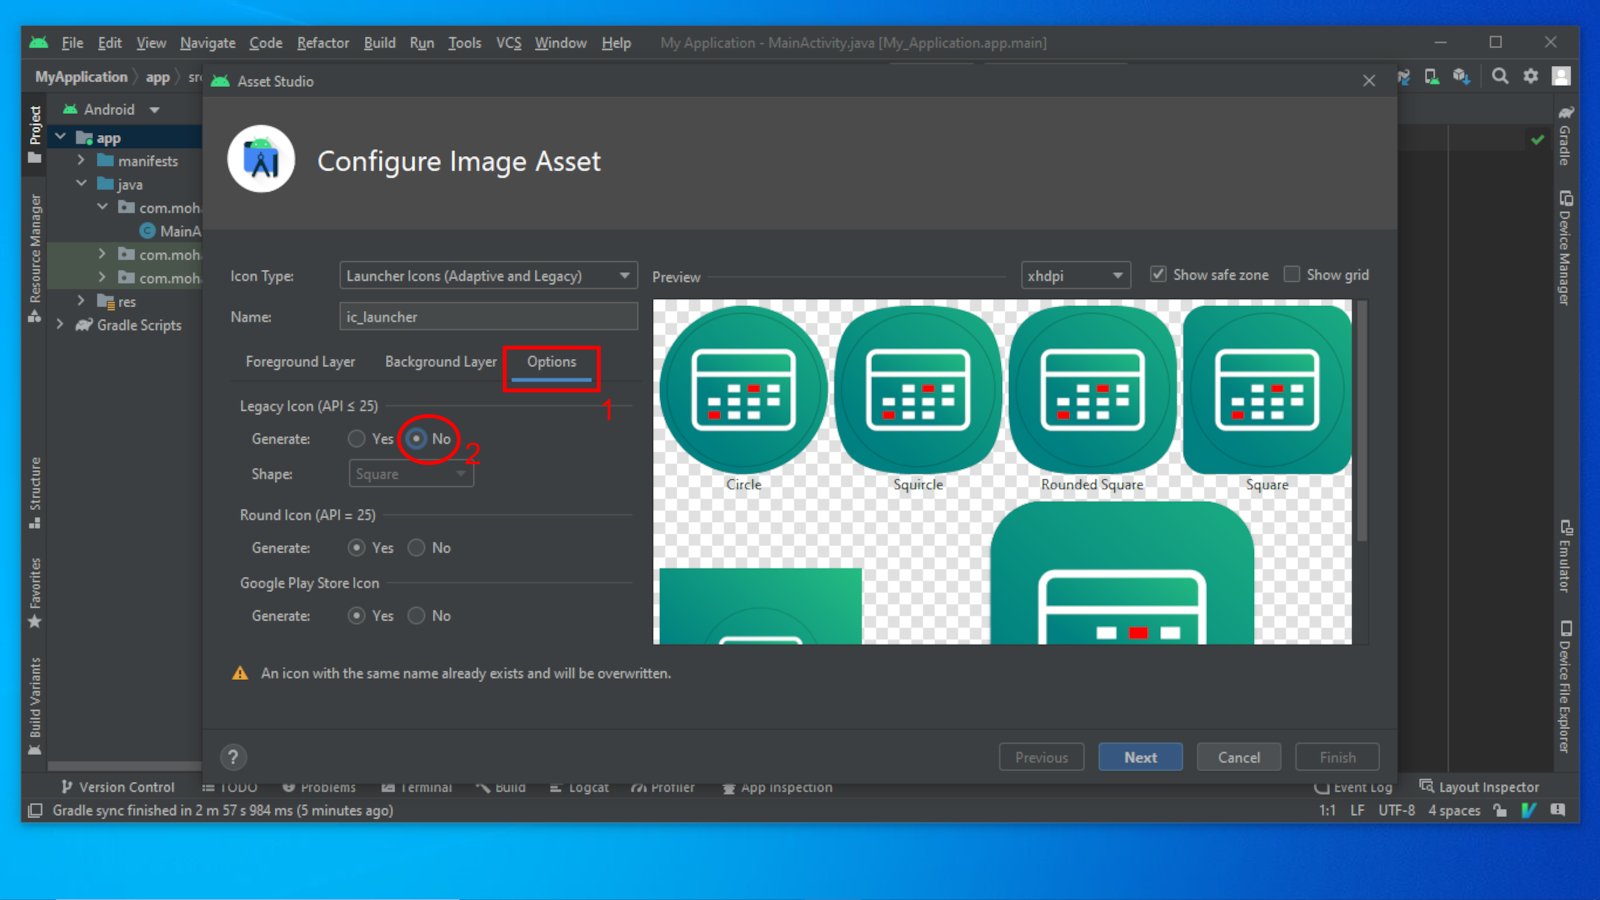 File Edit View Navigate Code Refactor Build Run Tools VCS Window Help My Application - MainActivity.java [My_Application.app.main]
MyApplication app
Asset Studio
Android
Configure Image Asset
app
manifests
java
com.moha
MainA
com.moha
com.moha
res
Gradle Scripts
Project
Resource Manager
Structure
Favorites
Build Variants
Icon Type: Launcher Icons (Adaptive and Legacy)
Name: ic_launcher
Foreground Layer Background Layer Options
1
Legacy Icon (API ≤ 25)
Generate: Yes No
2
Shape: Square
Round Icon (API = 25)
Generate: Yes No
Google Play Store Icon
Generate: Yes No
Preview xhdpi Show safe zone Show grid
Circle Squircle Rounded Square Square
An icon with the same name already exists and will be overwritten.
? Previous Next Cancel Finish
Gradle
Device Manager
Emulator
Device File Explorer
Version Control TODO Problems Terminal Build Logcat Profiler App Inspection Event Log Layout Inspector
Gradle sync finished in 2 m 57 s 984 ms (5 minutes ago) 1:1 LF UTF-8 4 spaces